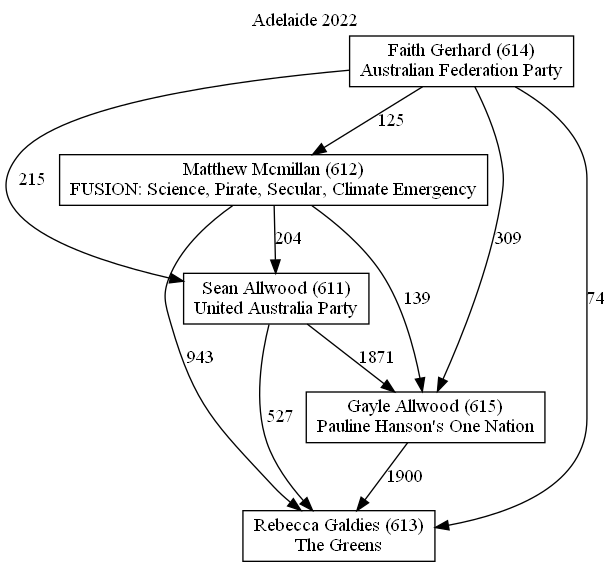 Adelaide 2022
Faith Gerhard (614)
Australian Federation Party
125
Matthew Mcmillan (612)
FUSION: Science, Pirate, Secular, Climate Emergency
215
204
309
Sean Allwood (611)
United Australia Party
139
74
943
1871
527
Gayle Allwood (615)
Pauline Hanson's One Nation
1900
Rebecca Galdies (613)
The Greens